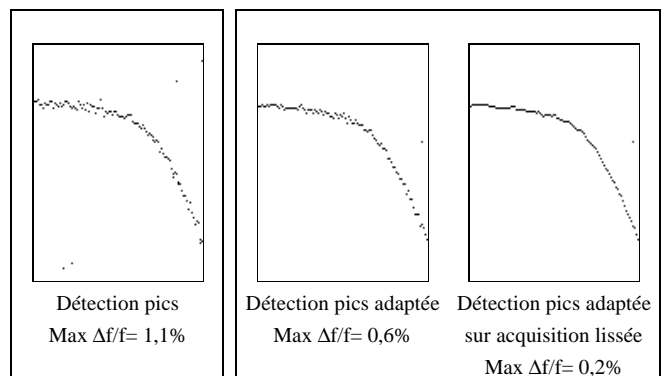 Détection pics
Max Δf/f= 1,1%
Détection pics adaptée
Max Δf/f= 0,6%
Détection pics adaptée
sur acquisition lissée
Max Δf/f= 0,2%